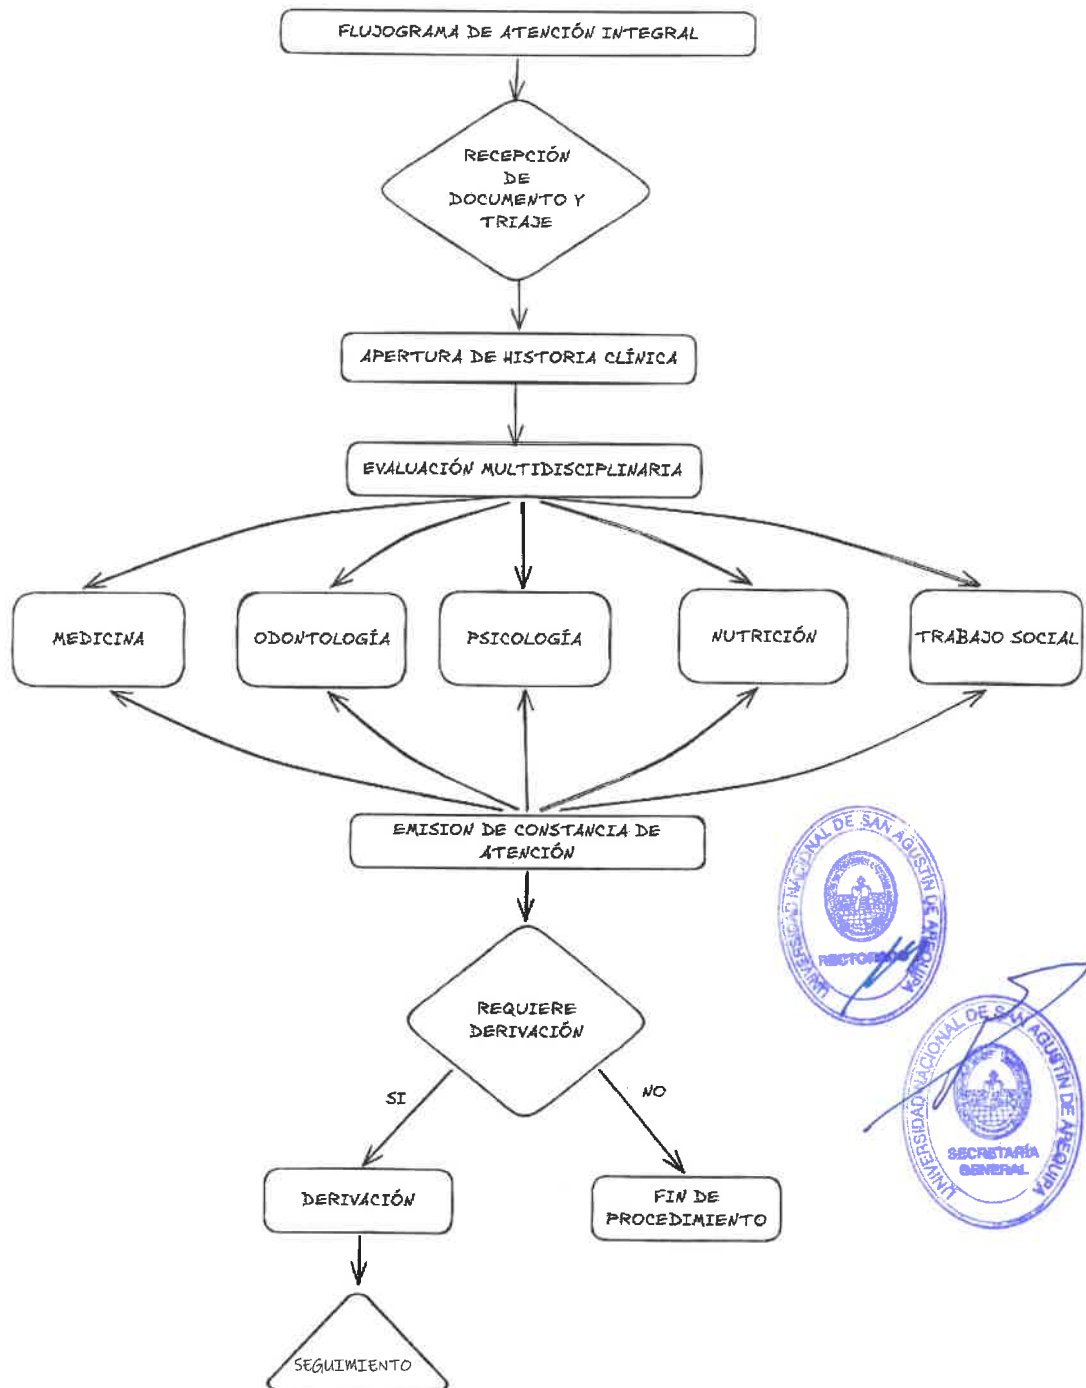 FLUJOGRAMA DE ATENCIÓN INTEGRAL
RECEPCIÓN
DE
DOCUMENTO Y
TRIAJE
APERTURA DE HISTORIA CLÍNICA
EVALUACIÓN MULTIDISCIPLINARIA
MEDICINA
ODONTOLOGÍA
PSICOLOGÍA
NUTRICIÓN
TRABAJO SOCIAL
EMISION DE CONSTANCIA DE
ATENCIÓN
UNIVERSIDAD NACIONAL DE SAN AGUSTÍN DE AREQUIPA
RECTORADO
REQUIERE
DERIVACIÓN
UNIVERSIDAD NACIONAL DE SAN AGUSTÍN DE AREQUIPA
SECRETARÍA
GENERAL
SI
NO
DERIVACIÓN
FIN DE
PROCEDIMIENTO
SEGUIMIENTO